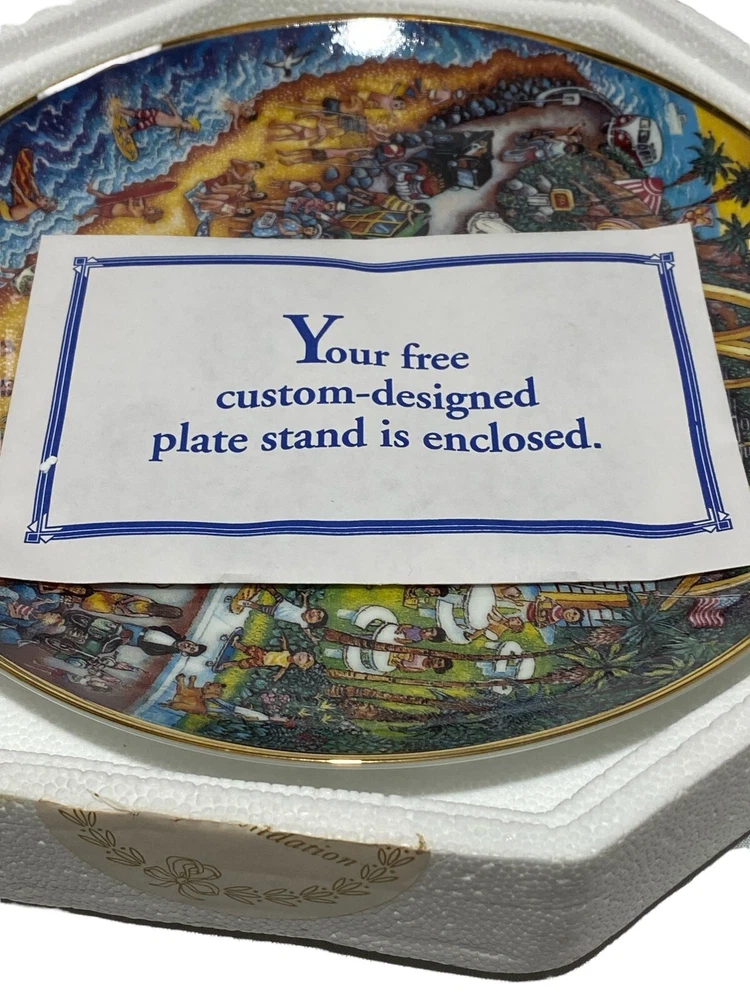 Your free
custom-designed
plate stand is enclosed.